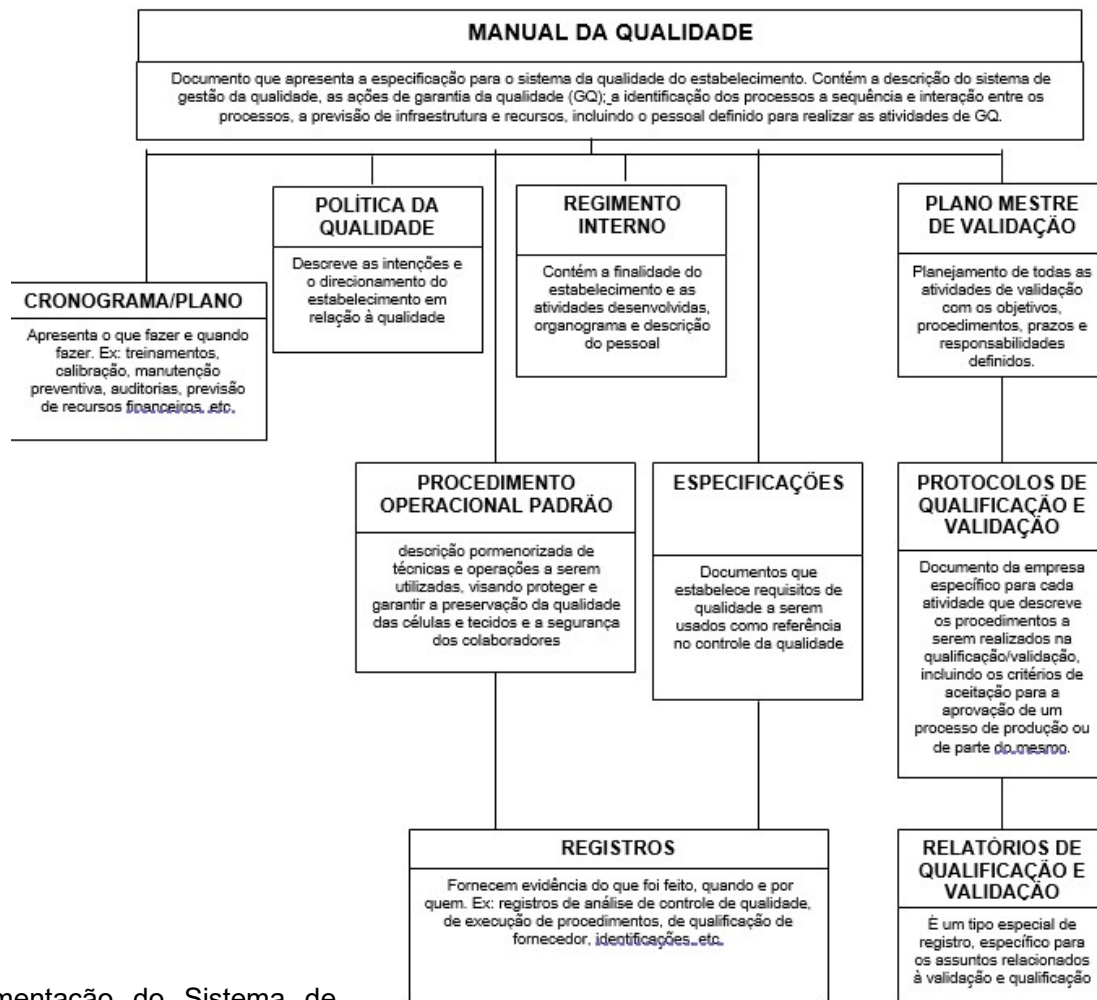 MANUAL DA QUALIDADE
Documento que apresenta a especificação para o sistema da qualidade do estabelecimento. Contém a descrição do sistema de
gestão da qualidade, as ações de garantia da qualidade (GQ); a identificação dos processos a sequência e interação entre os
processos, a previsão de infraestrutura e recursos, incluindo o pessoal definido para realizar as atividades de GQ.
POLÍTICA DA
QUALIDADE
Descreve as intenções e
o direcionamento do
estabelecimento em
relação à qualidade
REGIMENTO
INTERNO
Contém a finalidade do
estabelecimento e as
atividades desenvolvidas,
organograma e descrição
do pessoal
PLANO MESTRE
DE VALIDAÇÃO
Planejamento de todas as
atividades de validação
com os objetivos,
procedimentos, prazos e
responsabilidades
definidos.
CRONOGRAMA/PLANO
Apresenta o que fazer e quando
fazer. Ex: treinamentos,
calibração, manutenção
preventiva, auditorias, previsão
de recursos financeiros, etc.
PROCEDIMENTO
OPERACIONAL PADRÃO
descrição pormenorizada de
técnicas e operações a serem
utilizadas, visando proteger e
garantir a preservação da qualidade
das células e tecidos e a segurança
dos colaboradores
ESPECIFICAÇÕES
Documentos que
estabelece requisitos de
qualidade a serem
usados como referência
no controle da qualidade
PROTOCOLOS DE
QUALIFICAÇÃO E
VALIDAÇÃO
Documento da empresa
específico para cada
atividade que descreve
os procedimentos a
serem realizados na
qualificação/validação,
incluindo os critérios de
aceitação para a
aprovação de um
processo de produção ou
de parte do mesmo.
REGISTROS
Fornecem evidência do que foi feito, quando e por
quem. Ex: registros de análise de controle de qualidade,
de execução de procedimentos, de qualificação de
fornecedor, identificações, etc.
RELATÓRIOS DE
QUALIFICAÇÃO E
VALIDAÇÃO
É um tipo especial de
registro, específico para
os assuntos relacionados
à validação e qualificação
mentação do Sistema de